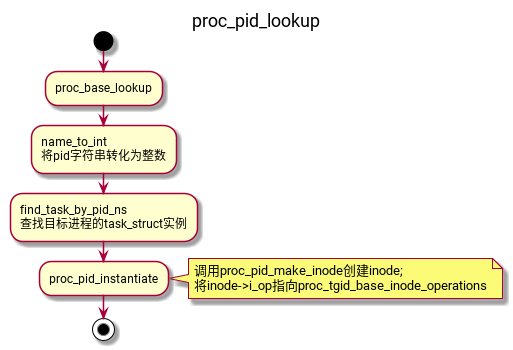 proc_pid_lookup
proc_base_lookup
name_to_int
将pid字符串转化为整数
find_task_by_pid_ns
查找目标进程的task_struct实例
proc_pid_instantiate
调用proc_pid_make_inode创建inode;
将inode->i_op指向proc_tgid_base_inode_operations